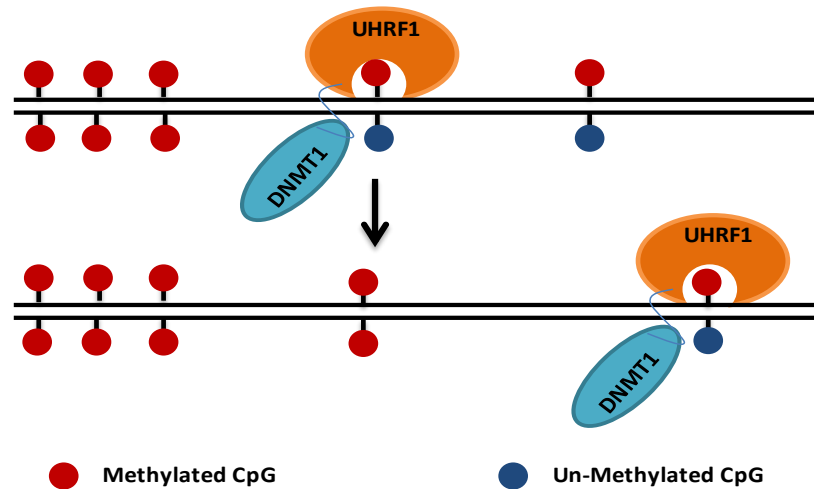 UHRF1
DNMT1
UHRF1
DNMT1
Methylated CpG
Un-Methylated CpG